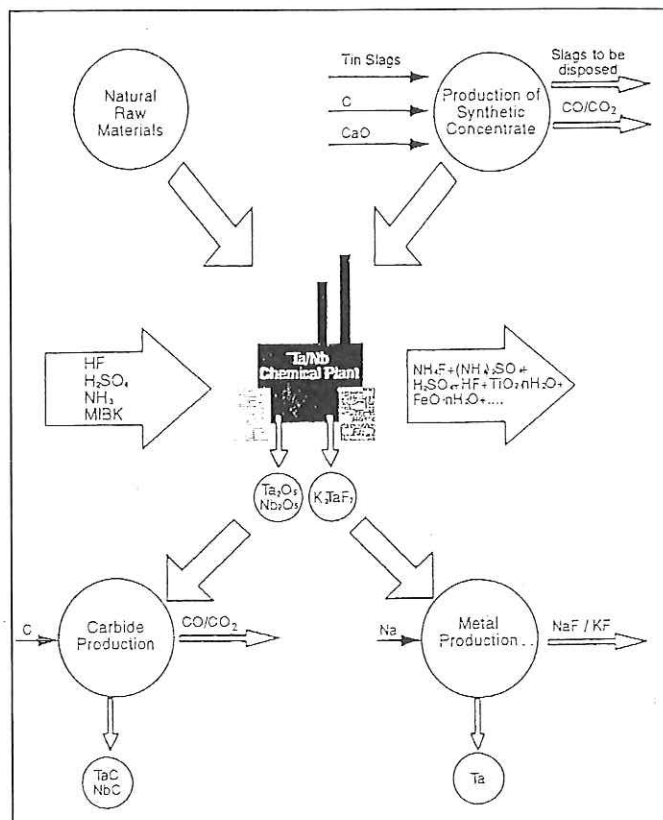 Natural
Raw
Materials
Tin Slags
C
CaO
Production of
Synthetic
Concentrate
Slags to be
disposed
CO/CO₂
Ta/Nb
Chemical Plant
HF
H₂SO₄
NH₃
MIBK
NH₄F+(NH₄)₂SO₄+
H₂SO₄+HF+TiO₂·nH₂O+
FeO·nH₂O+....
Ta₂O₅
Nb₂O₅
K₂TaF₇
C
Carbide
Production
CO/CO₂
Na
Metal
Production..
NaF / KF
TaC
NbC
Ta